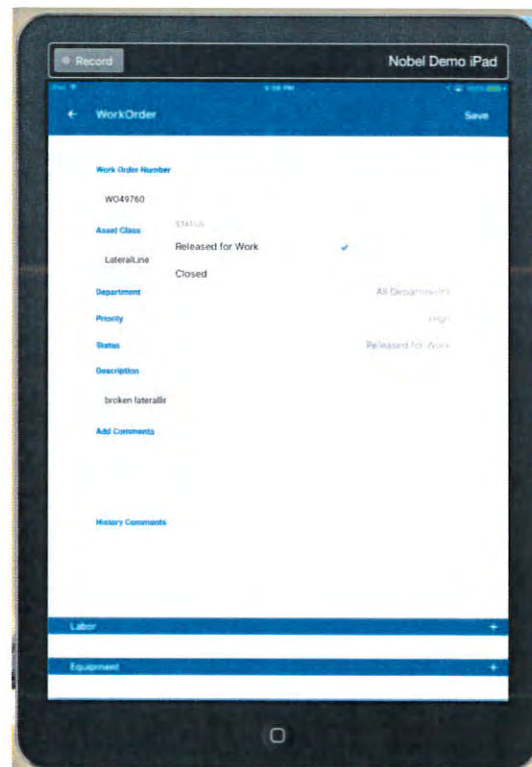 Record
Nobel Demo iPad
WorkOrder
Save
Work Order Number
WO49760
Asset Class
STATUS
Released for Work
LateralLine
Closed
Department
All Departments
Priority
High
Status
Released for Work
Description
broken laterallir
Add Comments
History Comments
Labor +
Equipment +